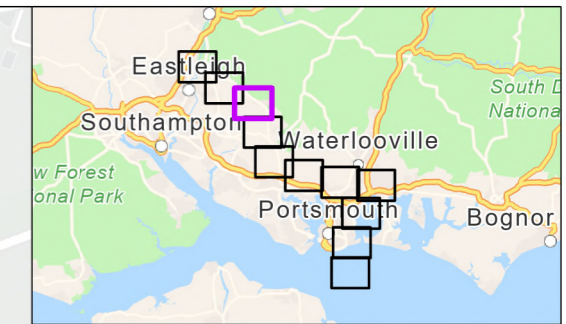 Eastleigh
South D
Nationa
Southampton
Waterlooville
w Forest
onal Park
Portsmouth
Bognor